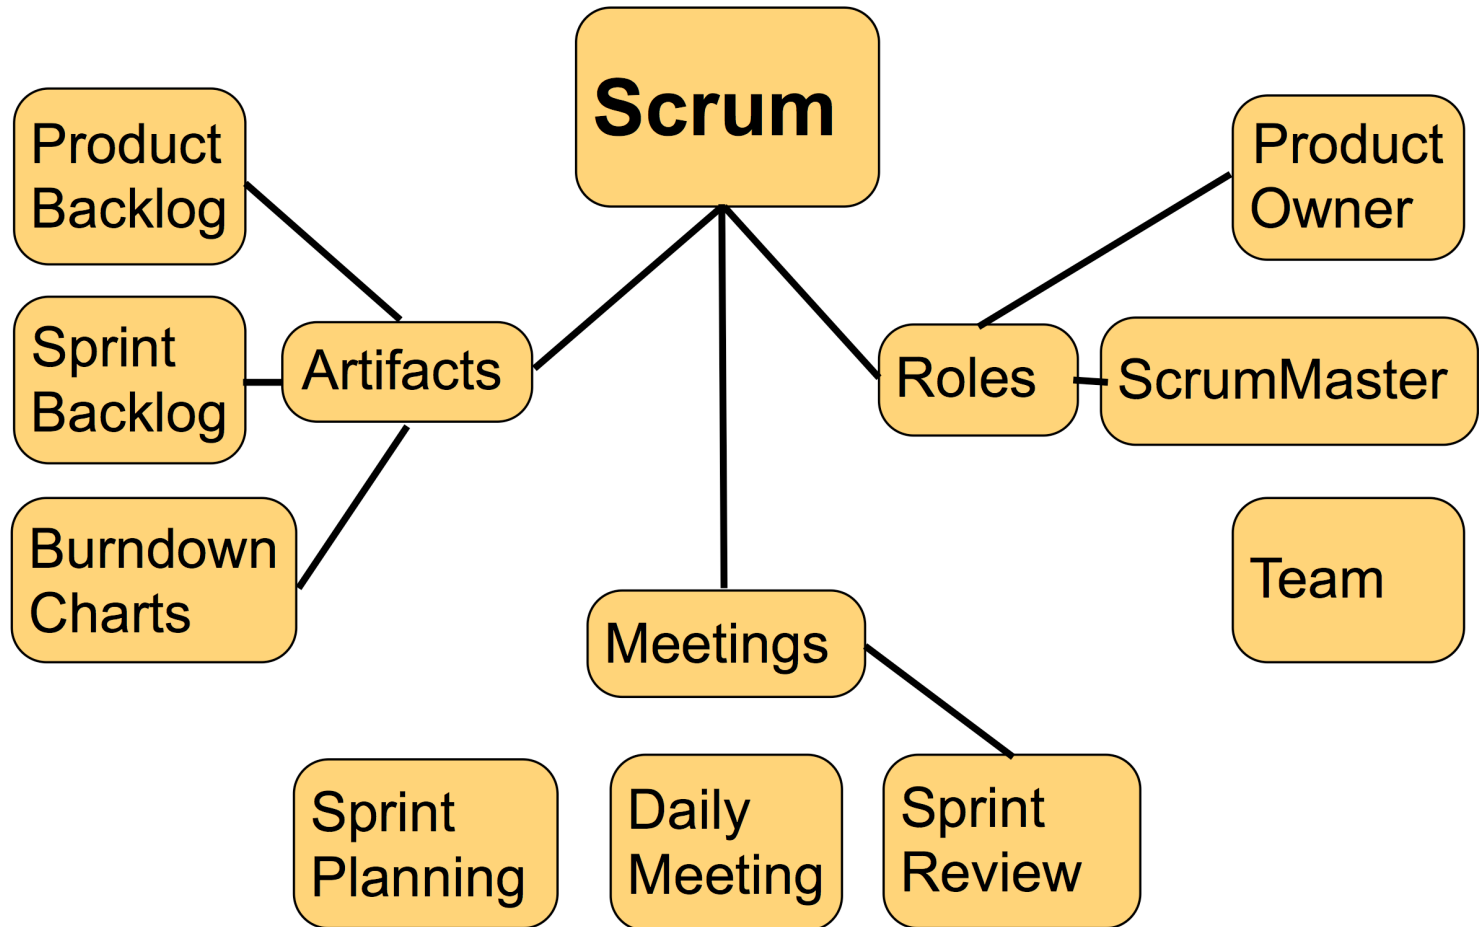 Scrum
Product
Backlog
Sprint
Backlog
Burndown
Charts
Artifacts
Roles
Product
Owner
ScrumMaster
Team
Meetings
Sprint
Planning
Daily
Meeting
Sprint
Review